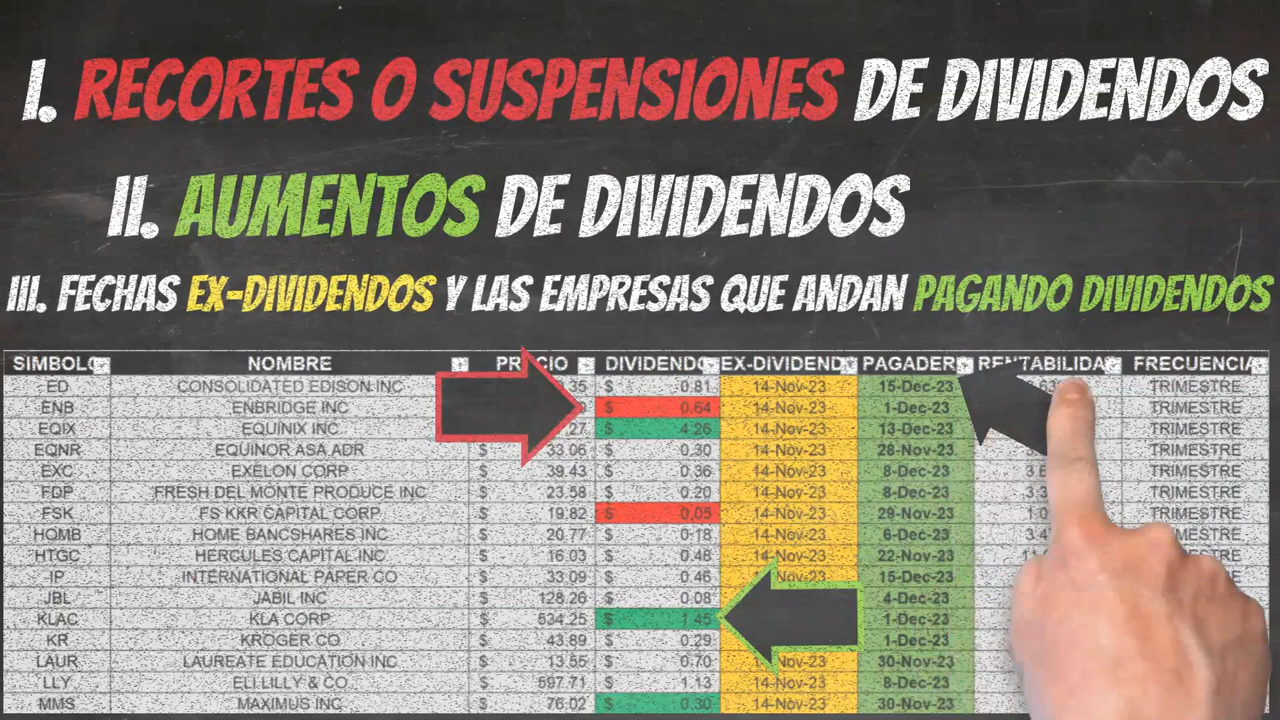 I. RECORTES O SUSPENSIONES DE DIVIDENDOS
II. AUMENTOS DE DIVIDENDOS
III. FECHAS EX-DIVIDENDOS Y LAS EMPRESAS QUE ANDAN PAGANDO DIVIDENDOS
SIMBOLO NOMBRE PRECIO DIVIDENDO EX-DIVIDENDO PAGADERO RENTABILIDAD FRECUENCIA
ED CONSOLIDATED EDISON INC .35 $ 0.81 14-Nov-23 15-Dec-23 TRIMESTRE
ENB ENBRIDGE INC $ 0.64 14-Nov-23 1-Dec-23 TRIMESTRE
EQIX EQUINIX INC .27 $ 4.26 14-Nov-23 13-Dec-23 TRIMESTRE
EQNR EQUINOR ASA ADR $ 33.06 $ 0.30 14-Nov-23 28-Nov-23 TRIMESTRE
EXC EXELON CORP $ 39.43 $ 0.36 14-Nov-23 8-Dec-23 TRIMESTRE
FDP FRESH DEL MONTE PRODUCE INC $ 23.58 $ 0.20 14-Nov-23 8-Dec-23 TRIMESTRE
FSK FS KKR CAPITAL CORP $ 19.82 $ 0.05 14-Nov-23 29-Nov-23 TRIMESTRE
HOMB HOME BANCSHARES INC $ 20.77 $ 0.18 14-Nov-23 6-Dec-23 TRIMESTRE
HTGC HERCULES CAPITAL INC $ 16.03 $ 0.48 14-Nov-23 22-Nov-23
IP INTERNATIONAL PAPER CO $ 33.09 $ 0.46 Nov-23 15-Dec-23
JBL JABIL INC $ 128.26 $ 0.08 4-Dec-23
KLAC KLA CORP $ 534.25 $ 1.45 1-Dec-23
KR KROGER CO $ 43.89 $ 0.29 1-Dec-23
LAUR LAUREATE EDUCATION INC $ 13.55 $ 0.70 Nov-23 30-Nov-23
LLY ELI LILLY & CO $ 597.71 $ 1.13 14-Nov-23 8-Dec-23
MMS MAXIMUS INC $ 76.02 $ 0.30 14-Nov-23 30-Nov-23